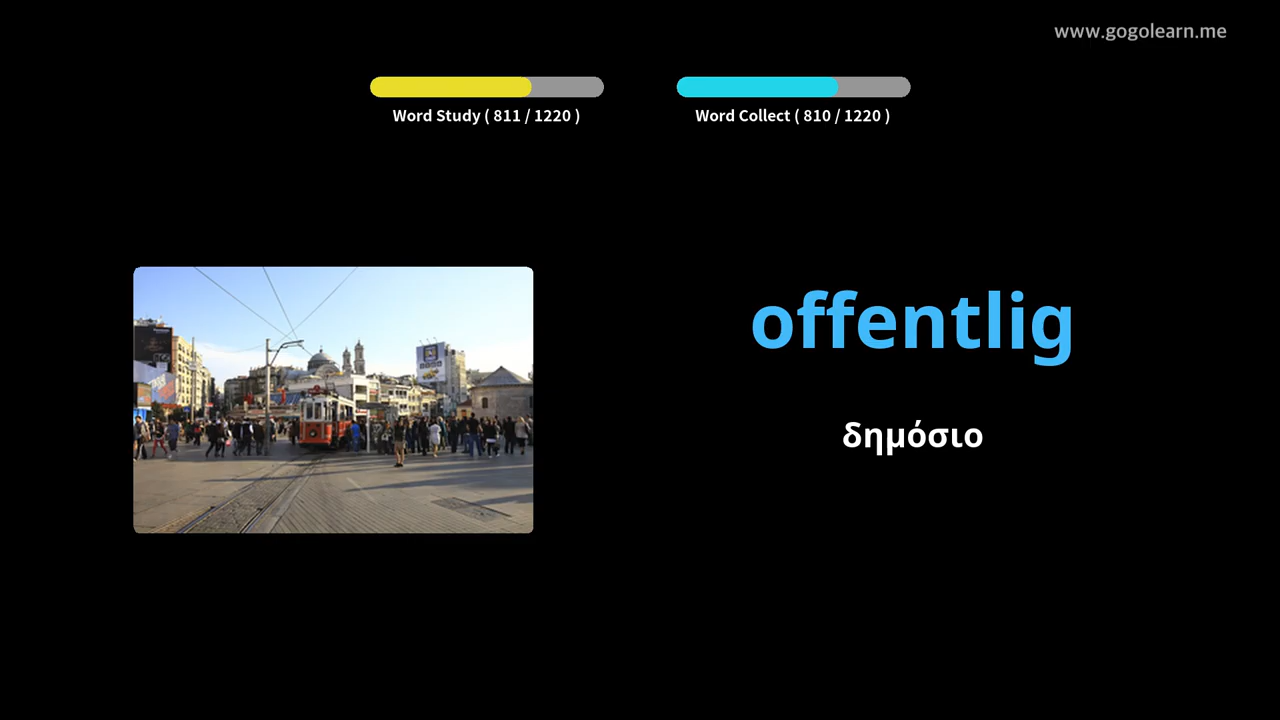 www.gogolearn.me
Word Study ( 811 / 1220 )
Word Collect ( 810 / 1220 )
offentlig
δημόσιο